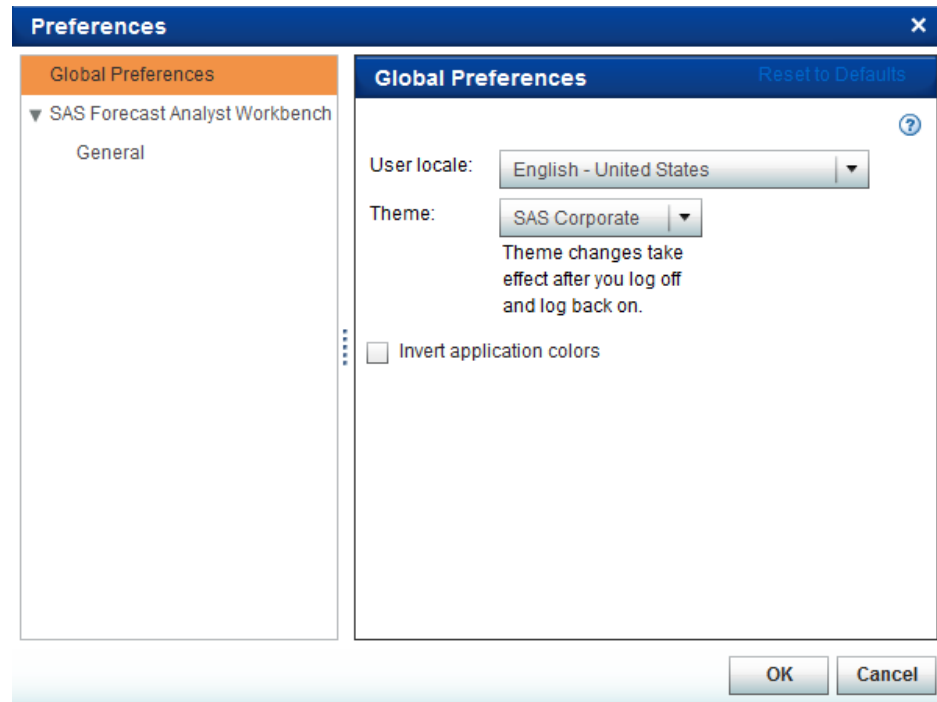 Preferences
Global Preferences
SAS Forecast Analyst Workbench
General
Global Preferences
Reset to Defaults
User locale:
English - United States
Theme:
SAS Corporate
Theme changes take
effect after you log off
and log back on.
Invert application colors
OK
Cancel